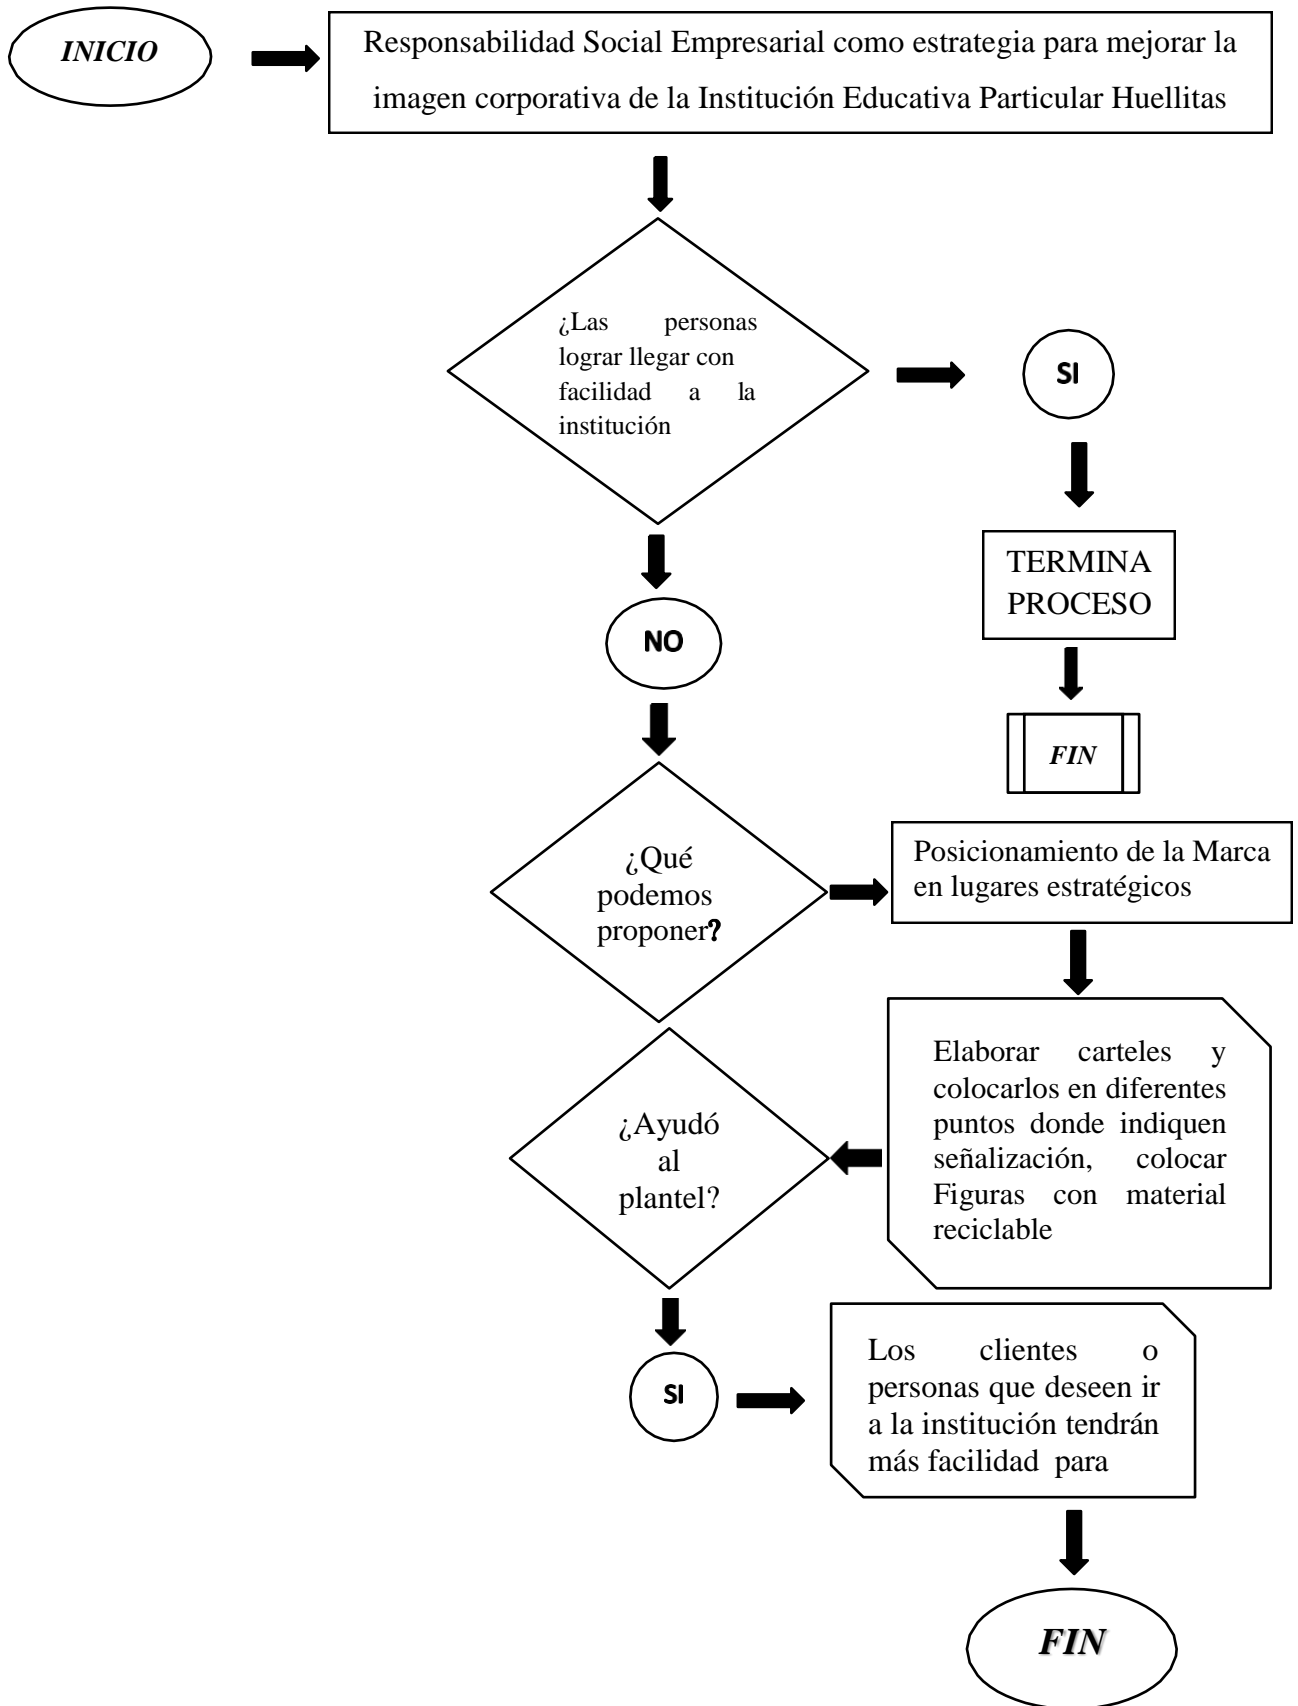 INICIO
Responsabilidad Social Empresarial como estrategia para mejorar la
imagen corporativa de la Institución Educativa Particular Huellitas
¿Las personas
lograr llegar con
facilidad a la
institución
SI
TERMINA
PROCESO
FIN
NO
¿Qué
podemos
proponer?
Posicionamiento de la Marca
en lugares estratégicos
Elaborar carteles y
colocarlos en diferentes
puntos donde indiquen
señalización, colocar
Figuras con material
reciclable
¿Ayudó
al
plantel?
SI
Los clientes o
personas que deseen ir
a la institución tendrán
más facilidad para
FIN